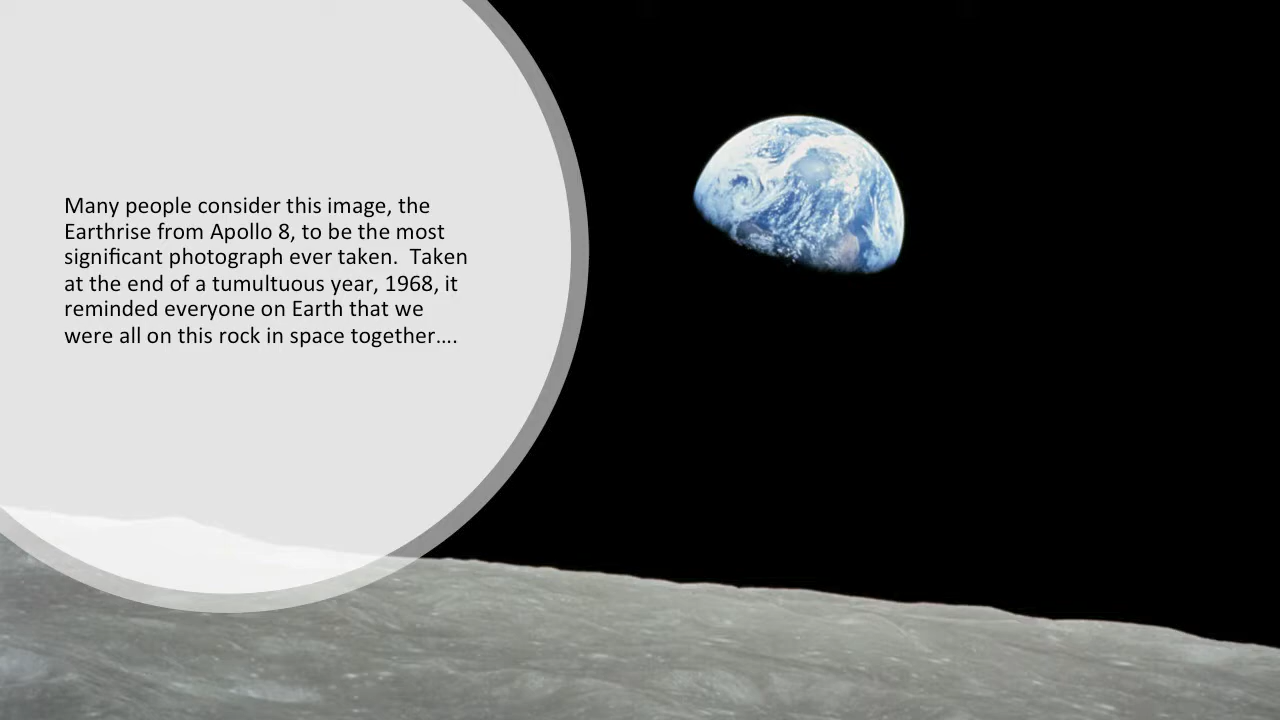 Many people consider this image, the
Earthrise from Apollo 8, to be the most
significant photograph ever taken.  Taken
at the end of a tumultuous year, 1968, it
reminded everyone on Earth that we
were all on this rock in space together....